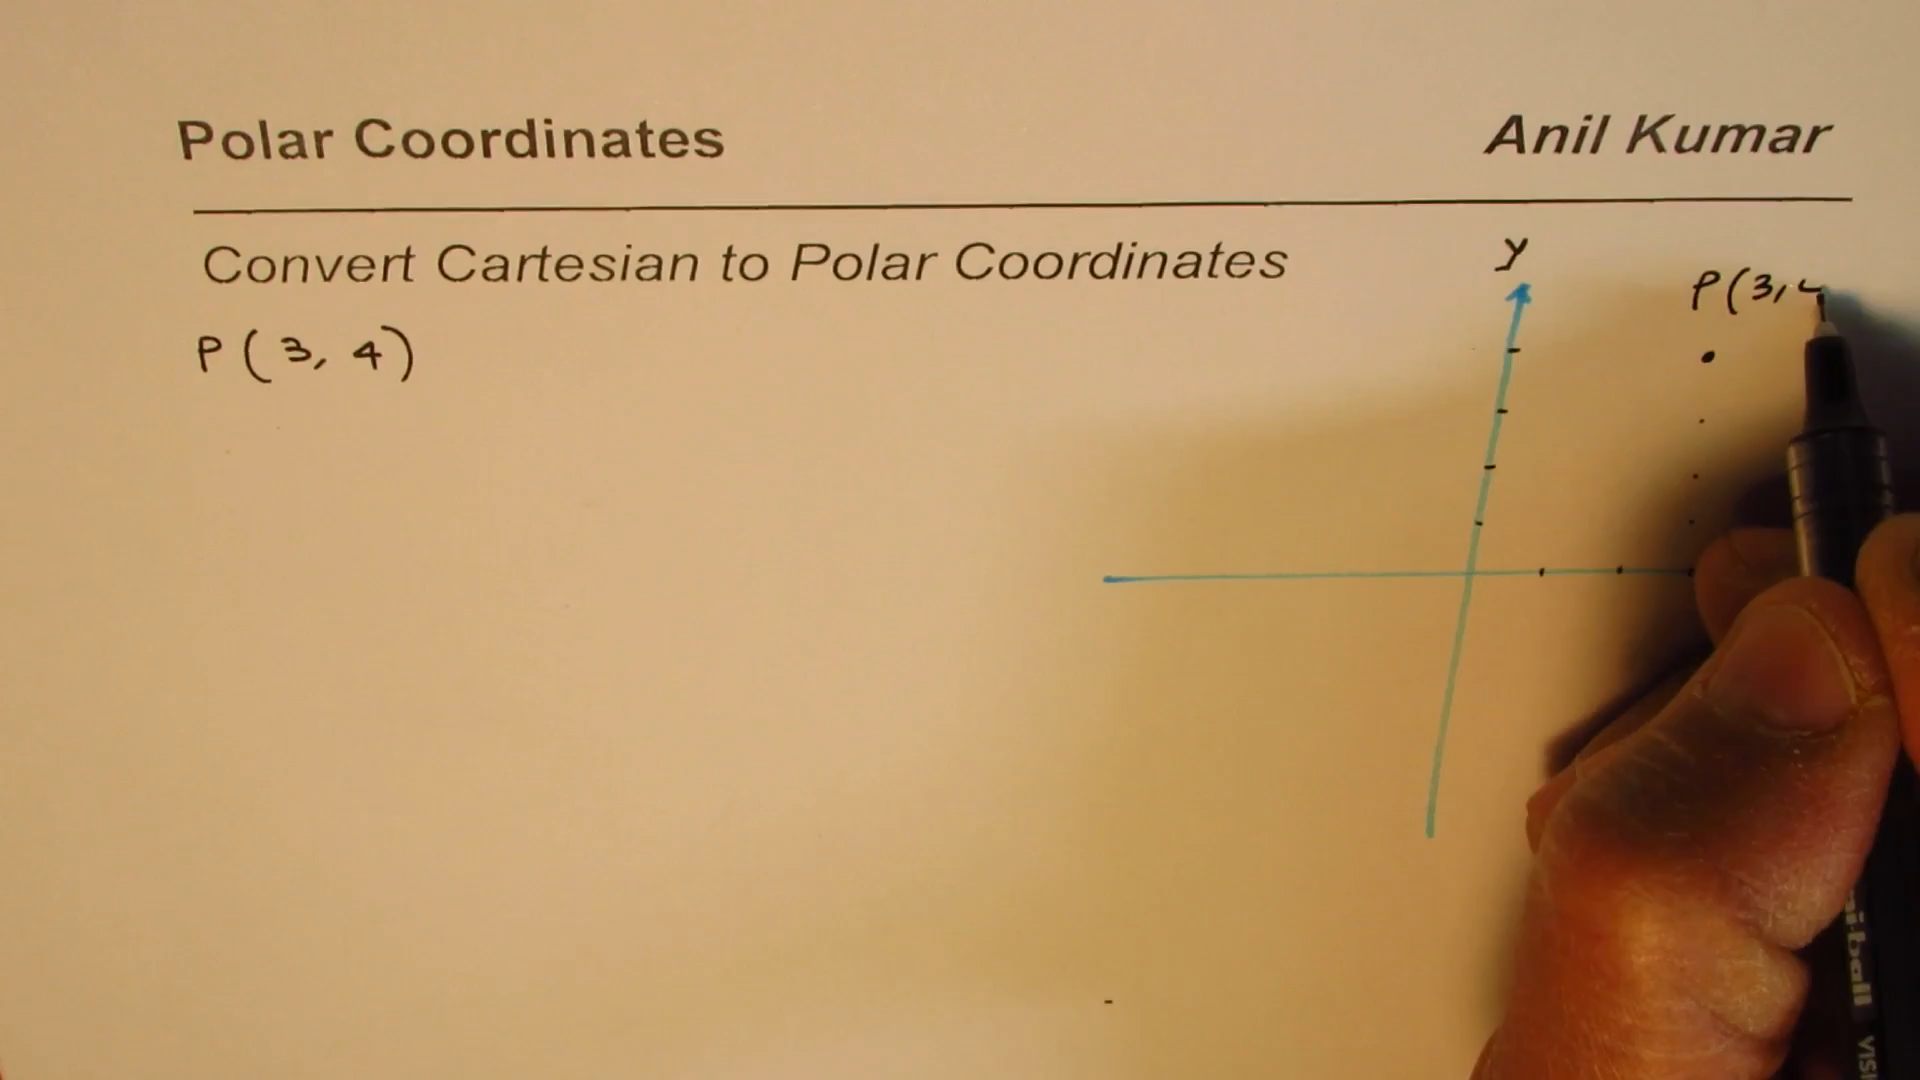 Polar Coordinates
Anil Kumar
Convert Cartesian to Polar Coordinates
P (3, 4)
y
P(3,